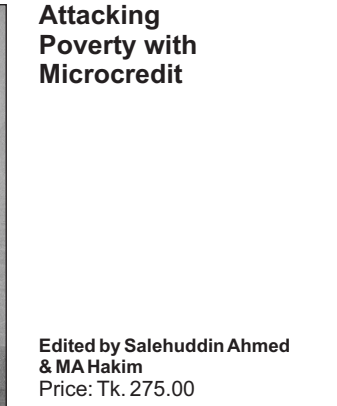 Attacking
Poverty with
Microcredit
Edited by Salehuddin Ahmed
& MA Hakim
Price: Tk. 275.00